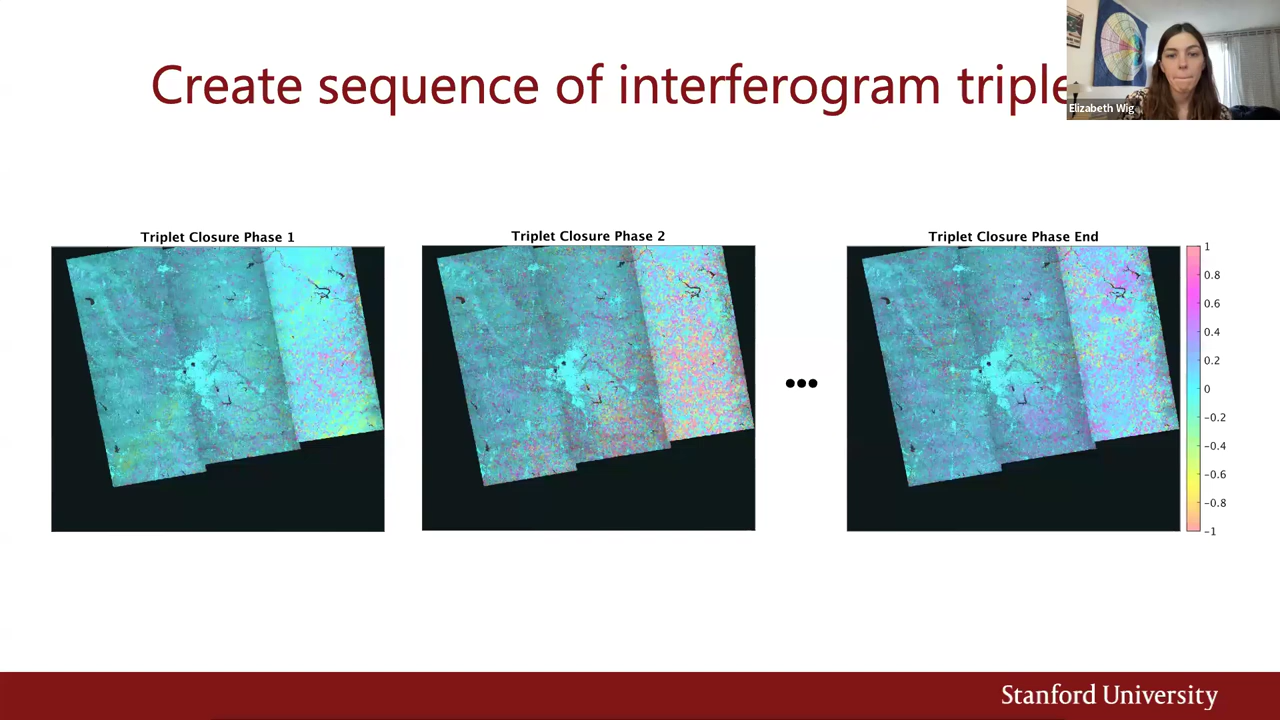 Create sequence of interferogram triple
Elizabeth Wig
Triplet Closure Phase 1
Triplet Closure Phase 2
Triplet Closure Phase End
1
0.8
0.6
0.4
0.2
0
-0.2
-0.4
-0.6
-0.8
-1
Stanford University